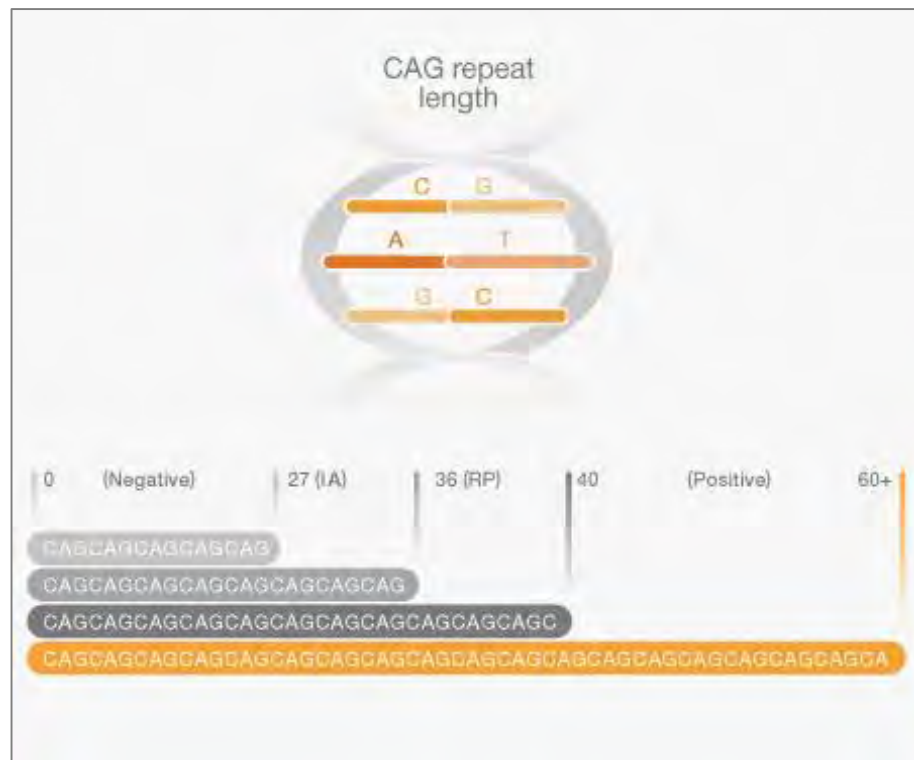 CAG repeat
length
C G
A T
G C
0 (Negative) 27 (IA) 36 (RP) 40 (Positive) 60+
CAGCAGCAGCAGCAG
CAGCAGCAGCAGCAGCAGCAGCAG
CAGCAGCAGCAGCAGCAGCAGCAGCAGCAGCAGC
CAGCAGCAGCAGCAGCAGCAGCAGCAGCAGCAGCAGCAGCAGCAGCAGCAGCAGCA